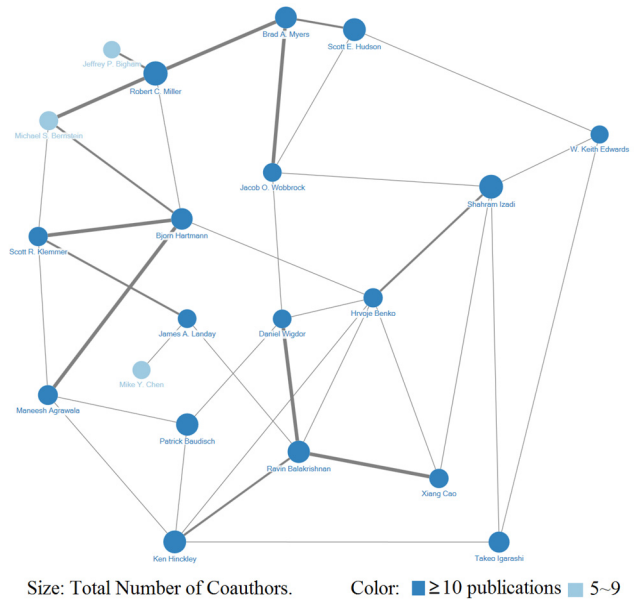 Brad A. Myers
Scott E. Hudson
Jeffrey P. Bigham
Robert C. Miller
Michael S. Bernstein
W. Keith Edwards
Jacob O. Wobbrock
Shahram Izadi
Bjorn Hartmann
Scott R. Klemmer
Hrvoje Benko
James A. Landay
Daniel Wigdor
Mike Y. Chen
Maneesh Agrawala
Patrick Baudisch
Ravin Balakrishnan
Xiang Cao
Ken Hinckley
Takeo Igarashi
Size: Total Number of Coauthors. Color: ≥10 publications 5~9